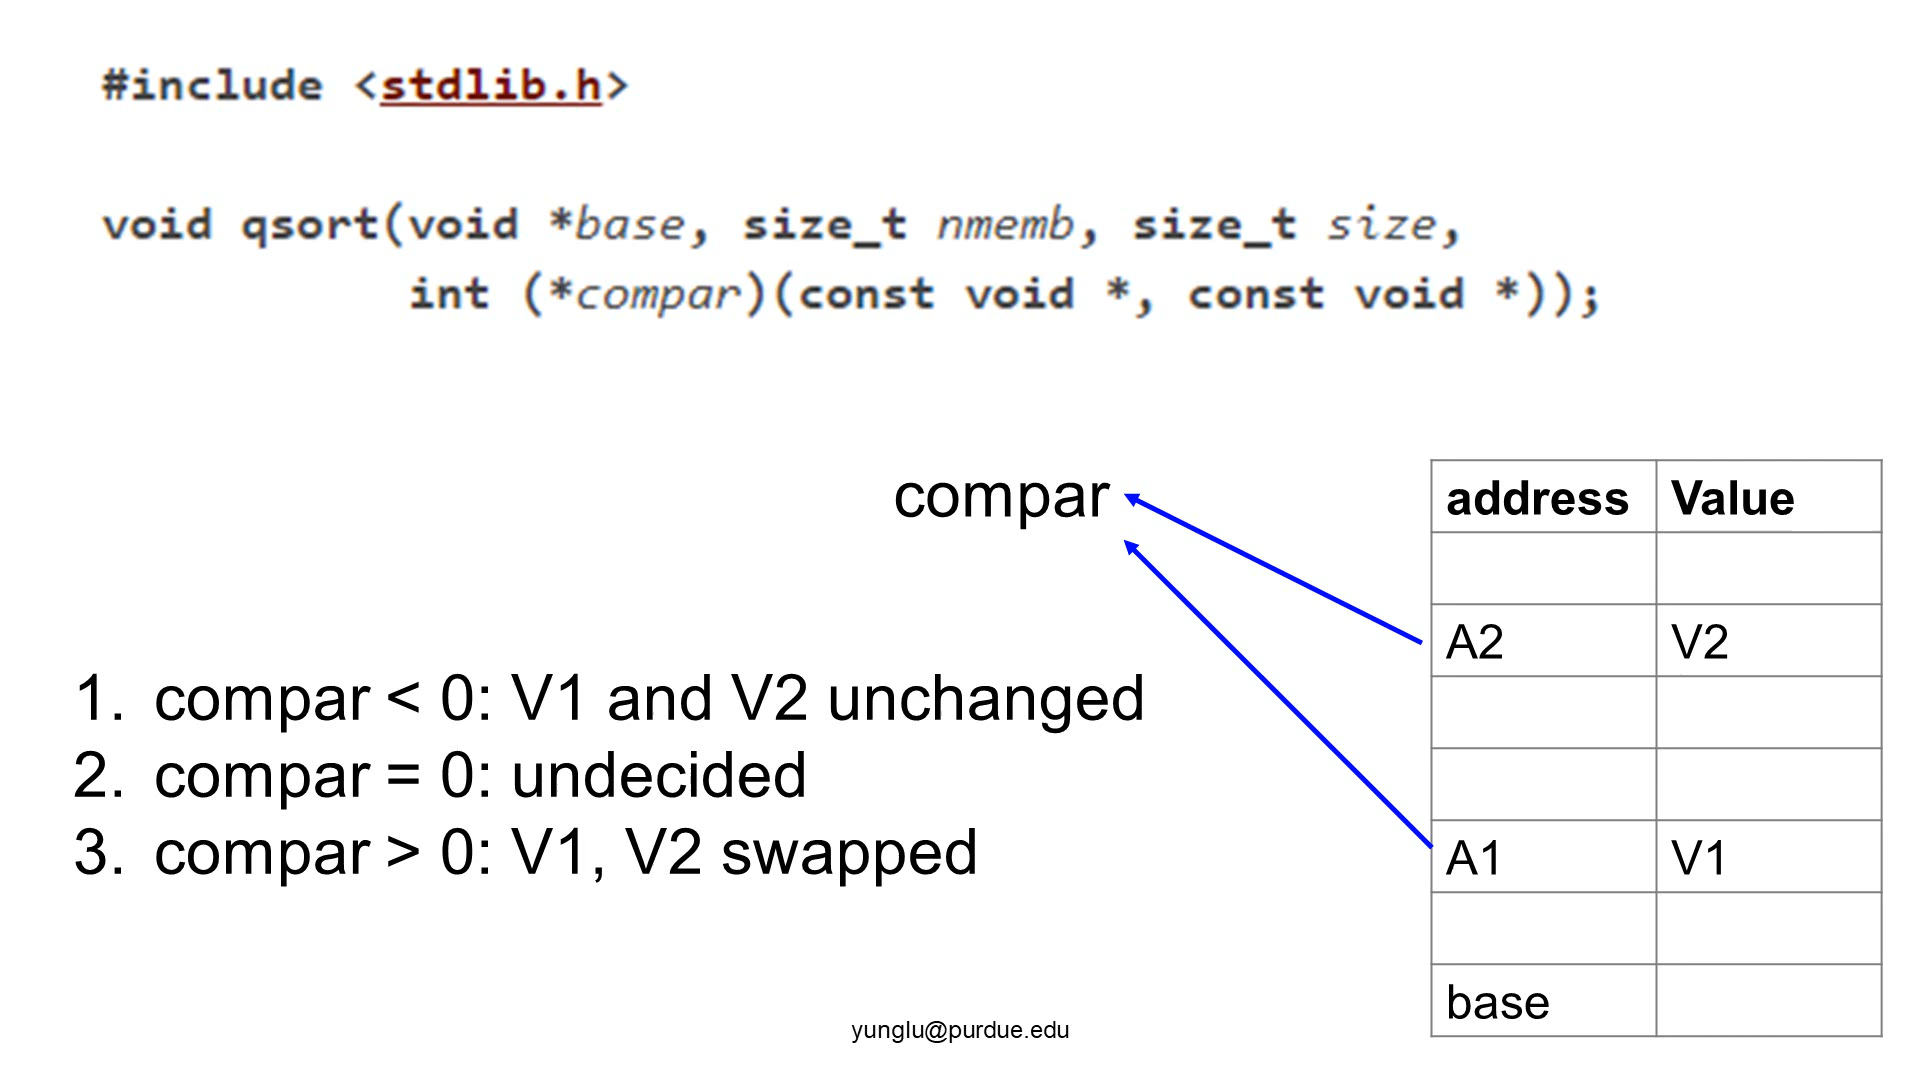 #include <stdlib.h>
void qsort(void *base, size_t nmemb, size_t size,
int (*compar)(const void *, const void *));
compar
1. compar < 0: V1 and V2 unchanged
2. compar = 0: undecided
3. compar > 0: V1, V2 swapped
address Value
A2 V2
A1 V1
base
yunglu@purdue.edu